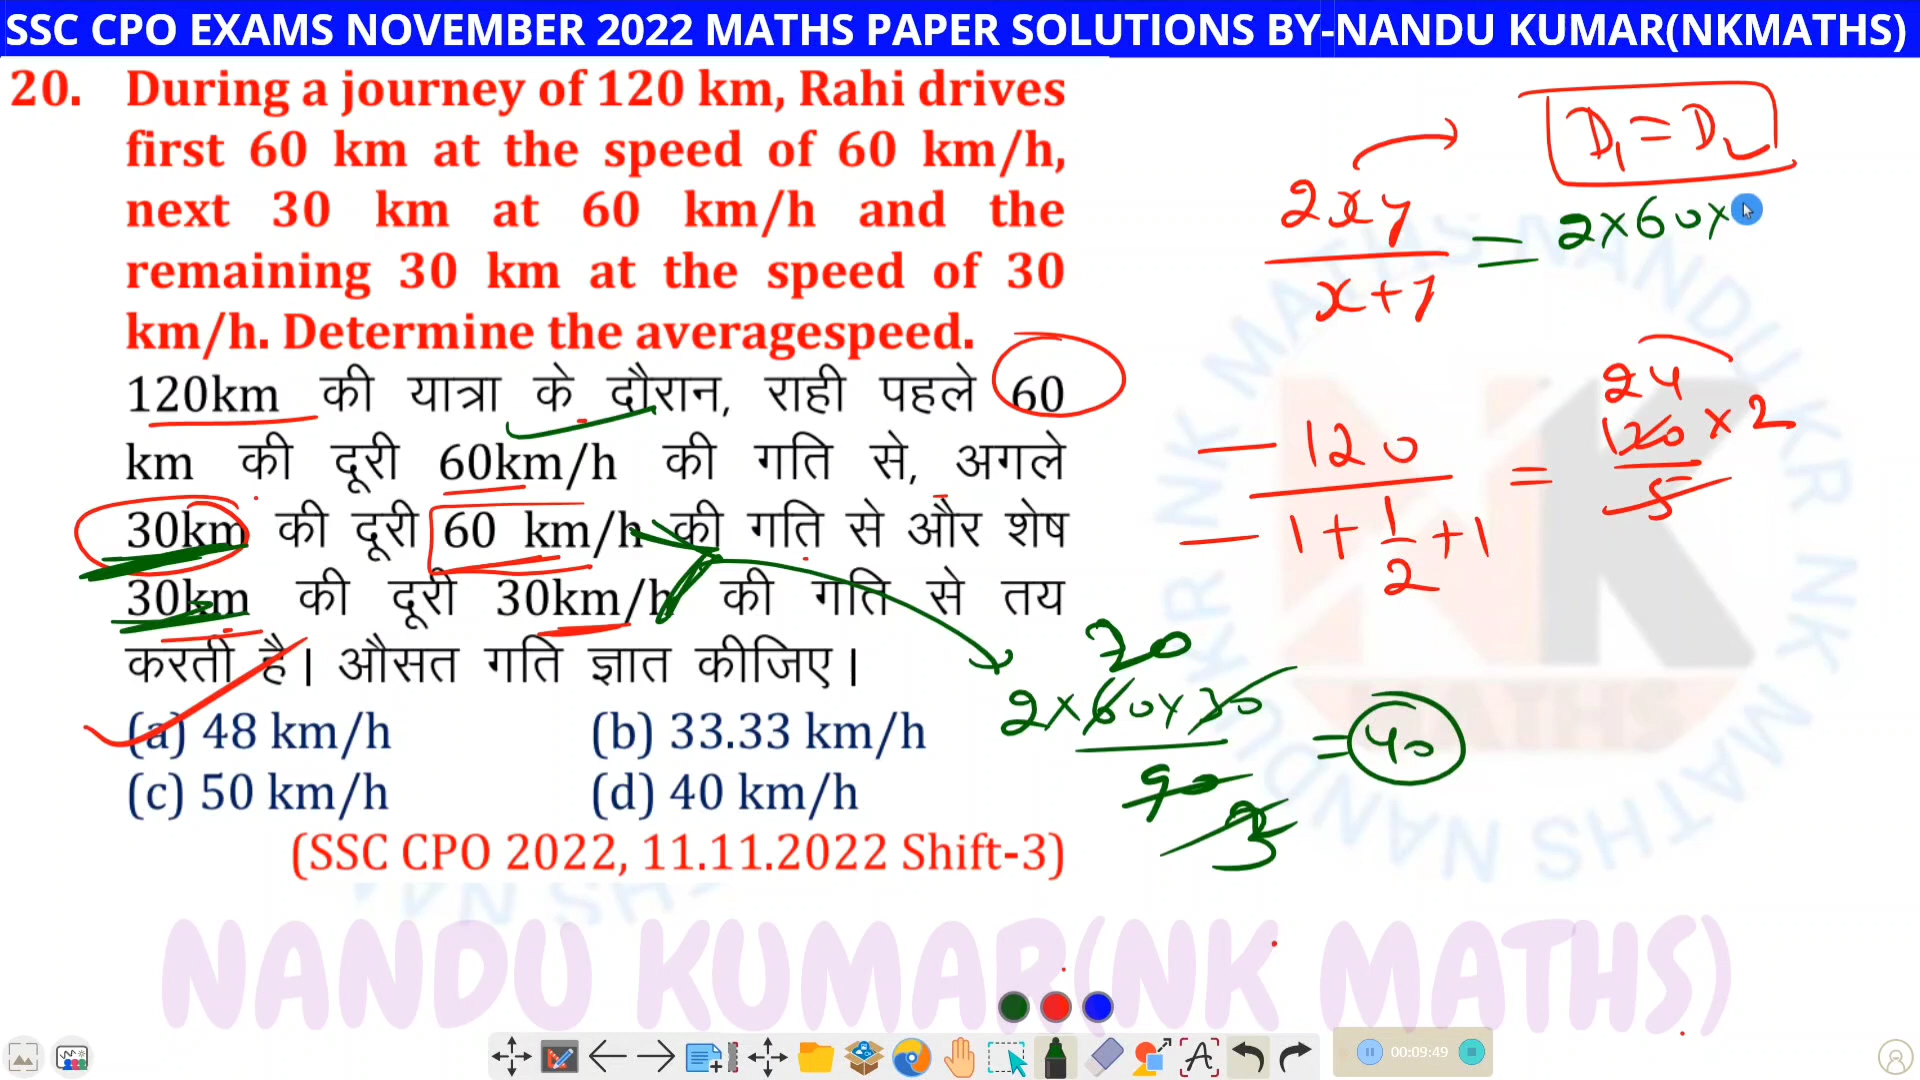 SSC CPO EXAMS NOVEMBER 2022 MATHS PAPER SOLUTIONS BY-NANDU KUMAR(NKMATHS)
20. During a journey of 120 km, Rahi drives
first 60 km at the speed of 60 km/h,
next 30 km at 60 km/h and the
remaining 30 km at the speed of 30
km/h. Determine the averagespeed.
120km की यात्रा के दौरान, राही पहले 60
km की दूरी 60km/h की गति से, अगले
30km की दूरी 60 km/h की गति से और शेष
30km की दूरी 30km/h की गति से तय
करती है। औसत गति ज्ञात कीजिए।
(a) 48 km/h (b) 33.33 km/h
(c) 50 km/h (d) 40 km/h
(SSC CPO 2022, 11.11.2022 Shift-3)
D₁ = D₂
2xy
x+y
= 2×60×
120
1 + 1/2 + 1
=
24
120 × 2
5
20
2×60×30
90
3
= 40
NK
MATHS
NANDU KUMAR(NK MATHS)
00:09:49